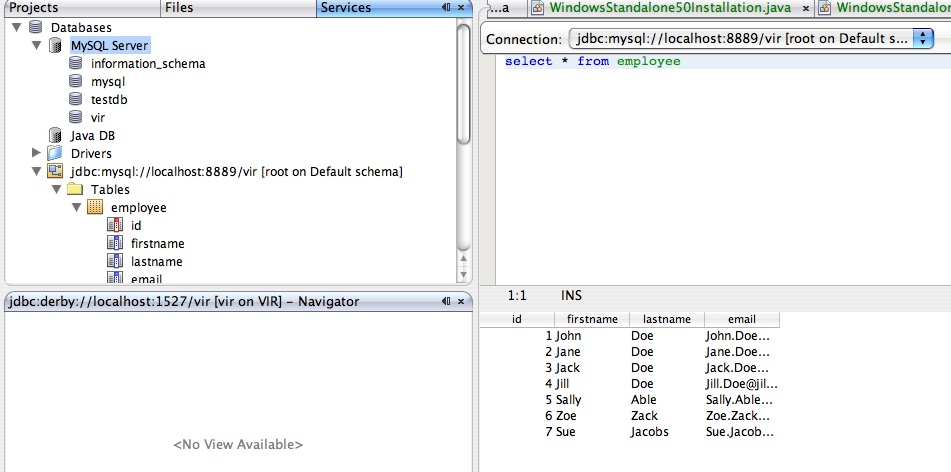 Projects Files Services
Databases
MySQL Server
information_schema
mysql
testdb
vir
Java DB
Drivers
jdbc:mysql://localhost:8889/vir [root on Default schema]
Tables
employee
id
firstname
lastname
email
jdbc:derby://localhost:1527/vir [vir on VIR] – Navigator
<No View Available>
...a WindowsStandalone50Installation.java WindowsStandalon
Connection: jdbc:mysql://localhost:8889/vir [root on Default s...
select * from employee
1:1 INS
id firstname lastname email
1 John Doe John.Doe...
2 Jane Doe Jane.Doe...
3 Jack Doe Jack.Doe...
4 Jill Doe Jill.Doe@jil...
5 Sally Able Sally.Able...
6 Zoe Zack Zoe.Zack...
7 Sue Jacobs Sue.Jacob...